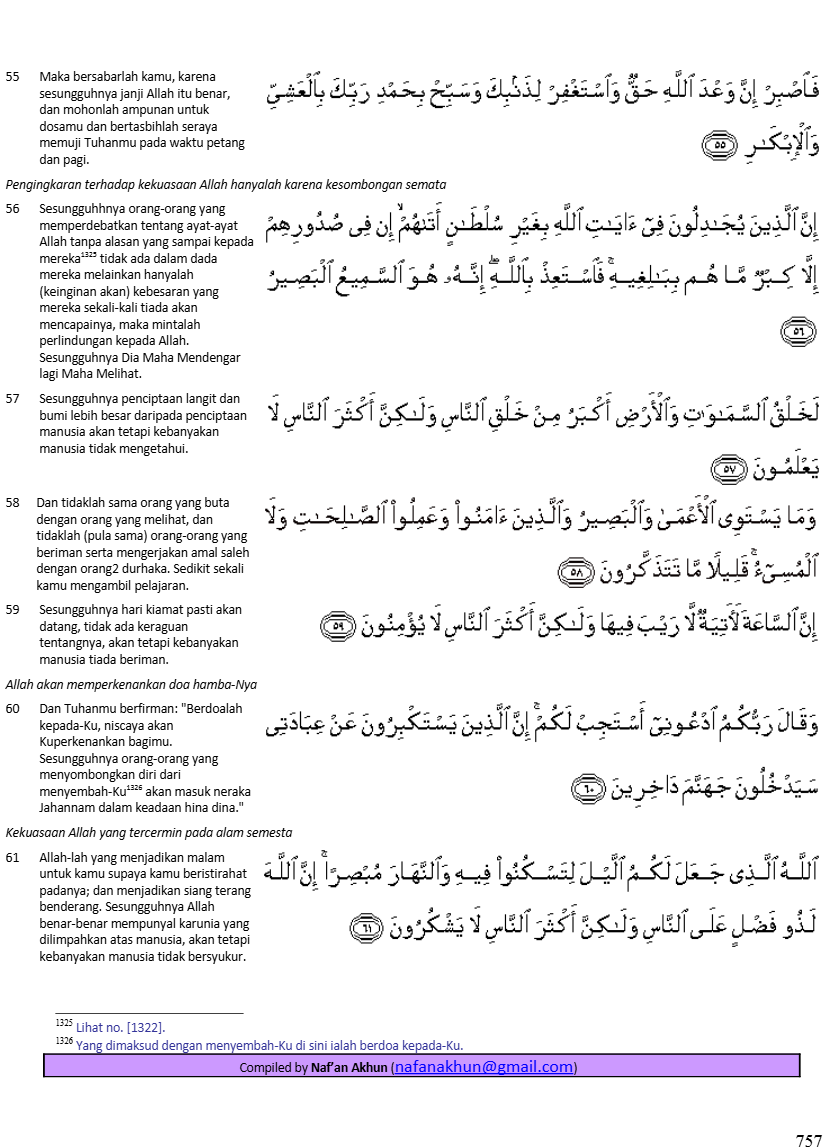 55 Maka bersabarlah kamu, karena
sesungguhnya janji Allah itu benar,
dan mohonlah ampunan untuk
dosamu dan bertasbihlah seraya
memuji Tuhanmu pada waktu petang
dan pagi.
فَٱصْبِرْ إِنَّ وَعْدَ ٱللَّهِ حَقٌّ وَٱسْتَغْفِرْ لِذَنۢبِكَ وَسَبِّحْ بِحَمْدِ رَبِّكَ بِٱلْعَشِىِّ
وَٱلْإِبْكَـٰرِ ﴿٥٥﴾
Pengingkaran terhadap kekuasaan Allah hanyalah karena kesombongan semata
56 Sesungguhhnya orang-orang yang
memperdebatkan tentang ayat-ayat
Allah tanpa alasan yang sampai kepada
mereka1325 tidak ada dalam dada
mereka melainkan hanyalah
(keinginan akan) kebesaran yang
mereka sekali-kali tiada akan
mencapainya, maka mintalah
perlindungan kepada Allah.
Sesungguhnya Dia Maha Mendengar
lagi Maha Melihat.
إِنَّ ٱلَّذِينَ يُجَـٰدِلُونَ فِىٓ ءَايَـٰتِ ٱللَّهِ بِغَيْرِ سُلْطَـٰنٍ أَتَىٰهُمْ ۙ إِن فِى صُدُورِهِمْ
إِلَّا كِبْرٌ مَّا هُم بِبَـٰلِغِيهِ ۚ فَٱسْتَعِذْ بِٱللَّهِ ۖ إِنَّهُۥ هُوَ ٱلسَّمِيعُ ٱلْبَصِيرُ
﴿٥٦﴾
57 Sesungguhnya penciptaan langit dan
bumi lebih besar daripada penciptaan
manusia akan tetapi kebanyakan
manusia tidak mengetahui.
لَخَلْقُ ٱلسَّمَـٰوَٰتِ وَٱلْأَرْضِ أَكْبَرُ مِنْ خَلْقِ ٱلنَّاسِ وَلَـٰكِنَّ أَكْثَرَ ٱلنَّاسِ لَا
يَعْلَمُونَ ﴿٥٧﴾
58 Dan tidaklah sama orang yang buta
dengan orang yang melihat, dan
tidaklah (pula sama) orang-orang yang
beriman serta mengerjakan amal saleh
dengan orang2 durhaka. Sedikit sekali
kamu mengambil pelajaran.
وَمَا يَسْتَوِى ٱلْأَعْمَىٰ وَٱلْبَصِيرُ وَٱلَّذِينَ ءَامَنُوا۟ وَعَمِلُوا۟ ٱلصَّـٰلِحَـٰتِ وَلَا
ٱلْمُسِىٓءُ ۚ قَلِيلًا مَّا تَتَذَكَّرُونَ ﴿٥٨﴾
59 Sesungguhnya hari kiamat pasti akan
datang, tidak ada keraguan
tentangnya, akan tetapi kebanyakan
manusia tiada beriman.
إِنَّ ٱلسَّاعَةَ لَـَٔاتِيَةٌ لَّا رَيْبَ فِيهَا وَلَـٰكِنَّ أَكْثَرَ ٱلنَّاسِ لَا يُؤْمِنُونَ ﴿٥٩﴾
Allah akan memperkenankan doa hamba-Nya
60 Dan Tuhanmu berfirman: "Berdoalah
kepada-Ku, niscaya akan
Kuperkenankan bagimu.
Sesungguhnya orang-orang yang
menyombongkan diri dari
menyembah-Ku1326 akan masuk neraka
Jahannam dalam keadaan hina dina."
وَقَالَ رَبُّكُمُ ٱدْعُونِىٓ أَسْتَجِبْ لَكُمْ ۚ إِنَّ ٱلَّذِينَ يَسْتَكْبِرُونَ عَنْ عِبَادَتِى
سَيَدْخُلُونَ جَهَنَّمَ دَاخِرِينَ ﴿٦٠﴾
Kekuasaan Allah yang tercermin pada alam semesta
61 Allah-lah yang menjadikan malam
untuk kamu supaya kamu beristirahat
padanya; dan menjadikan siang terang
benderang. Sesungguhnya Allah
benar-benar mempunyal karunia yang
dilimpahkan atas manusia, akan tetapi
kebanyakan manusia tidak bersyukur.
ٱللَّهُ ٱلَّذِى جَعَلَ لَكُمُ ٱلَّيْلَ لِتَسْكُنُوا۟ فِيهِ وَٱلنَّهَارَ مُبْصِرًا ۚ إِنَّ ٱللَّهَ
لَذُو فَضْلٍ عَلَى ٱلنَّاسِ وَلَـٰكِنَّ أَكْثَرَ ٱلنَّاسِ لَا يَشْكُرُونَ ﴿٦١﴾
1325 Lihat no. [1322].
1326 Yang dimaksud dengan menyembah-Ku di sini ialah berdoa kepada-Ku.
Compiled by Naf'an Akhun (nafanakhun@gmail.com)
757